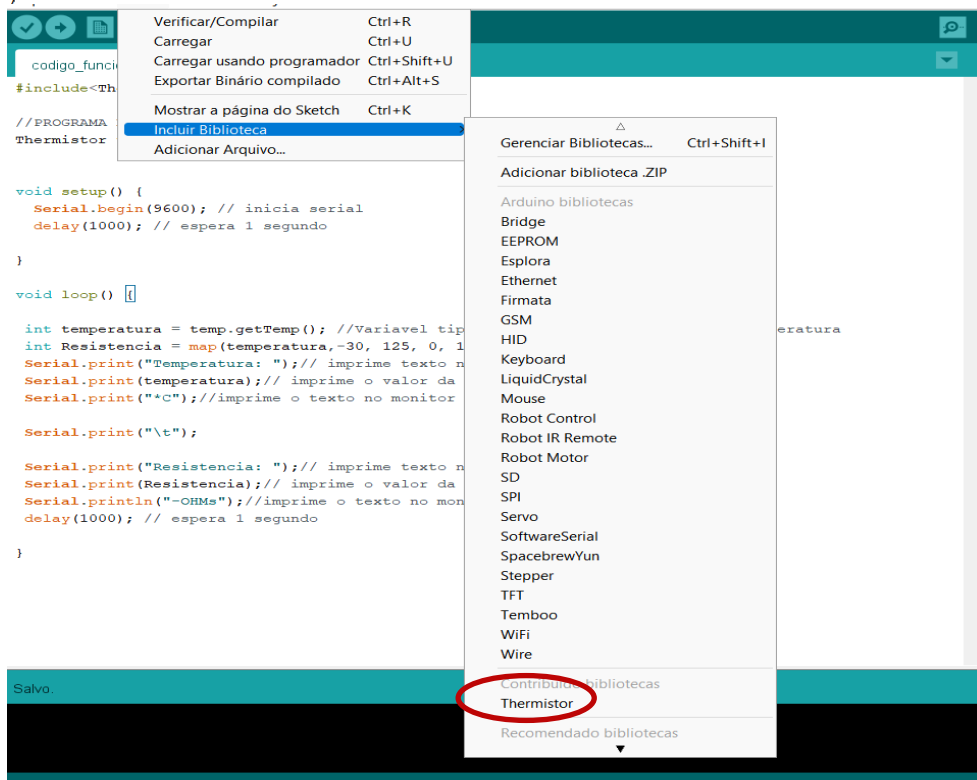 Verificar/Compilar Ctrl+R
Carregar Ctrl+U
Carregar usando programador Ctrl+Shift+U
Exportar Binário compilado Ctrl+Alt+S
Mostrar a página do Sketch Ctrl+K
Incluir Biblioteca
Adicionar Arquivo...
Gerenciar Bibliotecas... Ctrl+Shift+I
Adicionar biblioteca .ZIP
Arduino bibliotecas
Bridge
EEPROM
Esplora
Ethernet
Firmata
GSM
HID
Keyboard
LiquidCrystal
Mouse
Robot Control
Robot IR Remote
Robot Motor
SD
SPI
Servo
SoftwareSerial
SpacebrewYun
Stepper
TFT
Temboo
WiFi
Wire
Contribuído bibliotecas
Thermistor
Recomendado bibliotecas
codigo_funci
#include<Th
//PROGRAMA
Thermistor
void setup() {
Serial.begin(9600); // inicia serial
delay(1000); // espera 1 segundo
}
void loop() {
int temperatura = temp.getTemp(); //Variavel tip eratura
int Resistencia = map(temperatura,-30, 125, 0, 1
Serial.print("Temperatura: ");// imprime texto n
Serial.print(temperatura);// imprime o valor da
Serial.print("*C");//imprime o texto no monitor
Serial.print("\t");
Serial.print("Resistencia: ");// imprime texto n
Serial.print(Resistencia);// imprime o valor da
Serial.println("-OHMs");//imprime o texto no mon
delay(1000); // espera 1 segundo
}
Salvo.